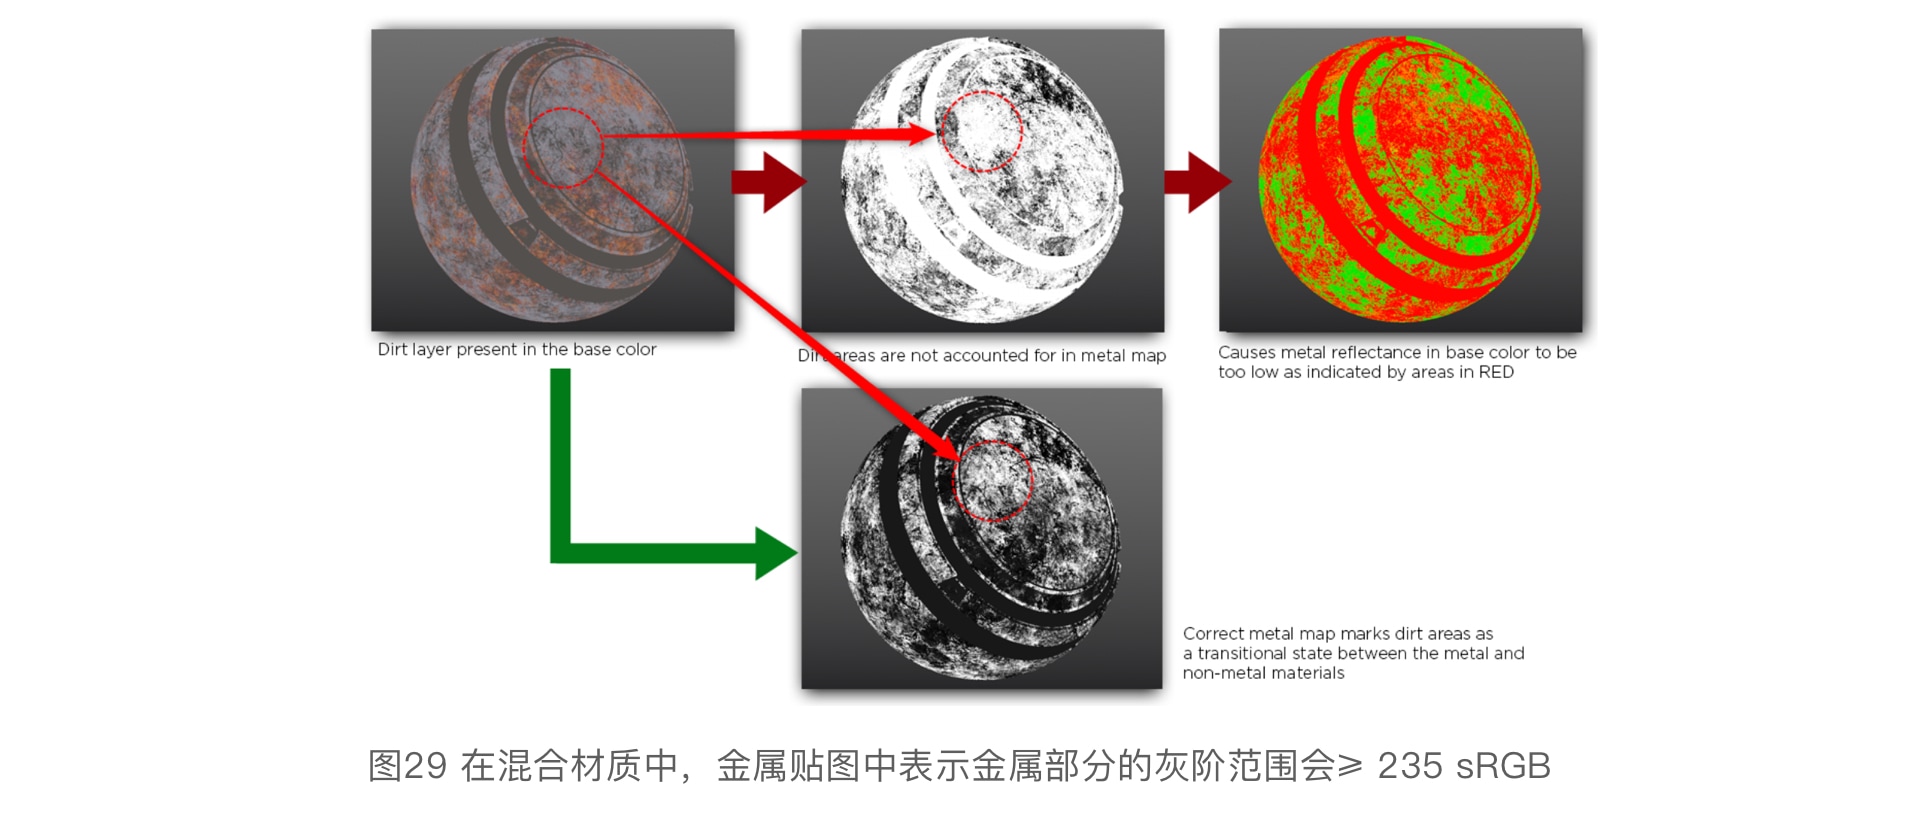 Dirt layer present in the base color
Dirt areas are not accounted for in metal map
Causes metal reflectance in base color to be
too low as indicated by areas in RED
Correct metal map marks dirt areas as
a transitional state between the metal and
non-metal materials
图29 在混合材质中，金属贴图中表示金属部分的灰阶范围会⩾ 235 sRGB